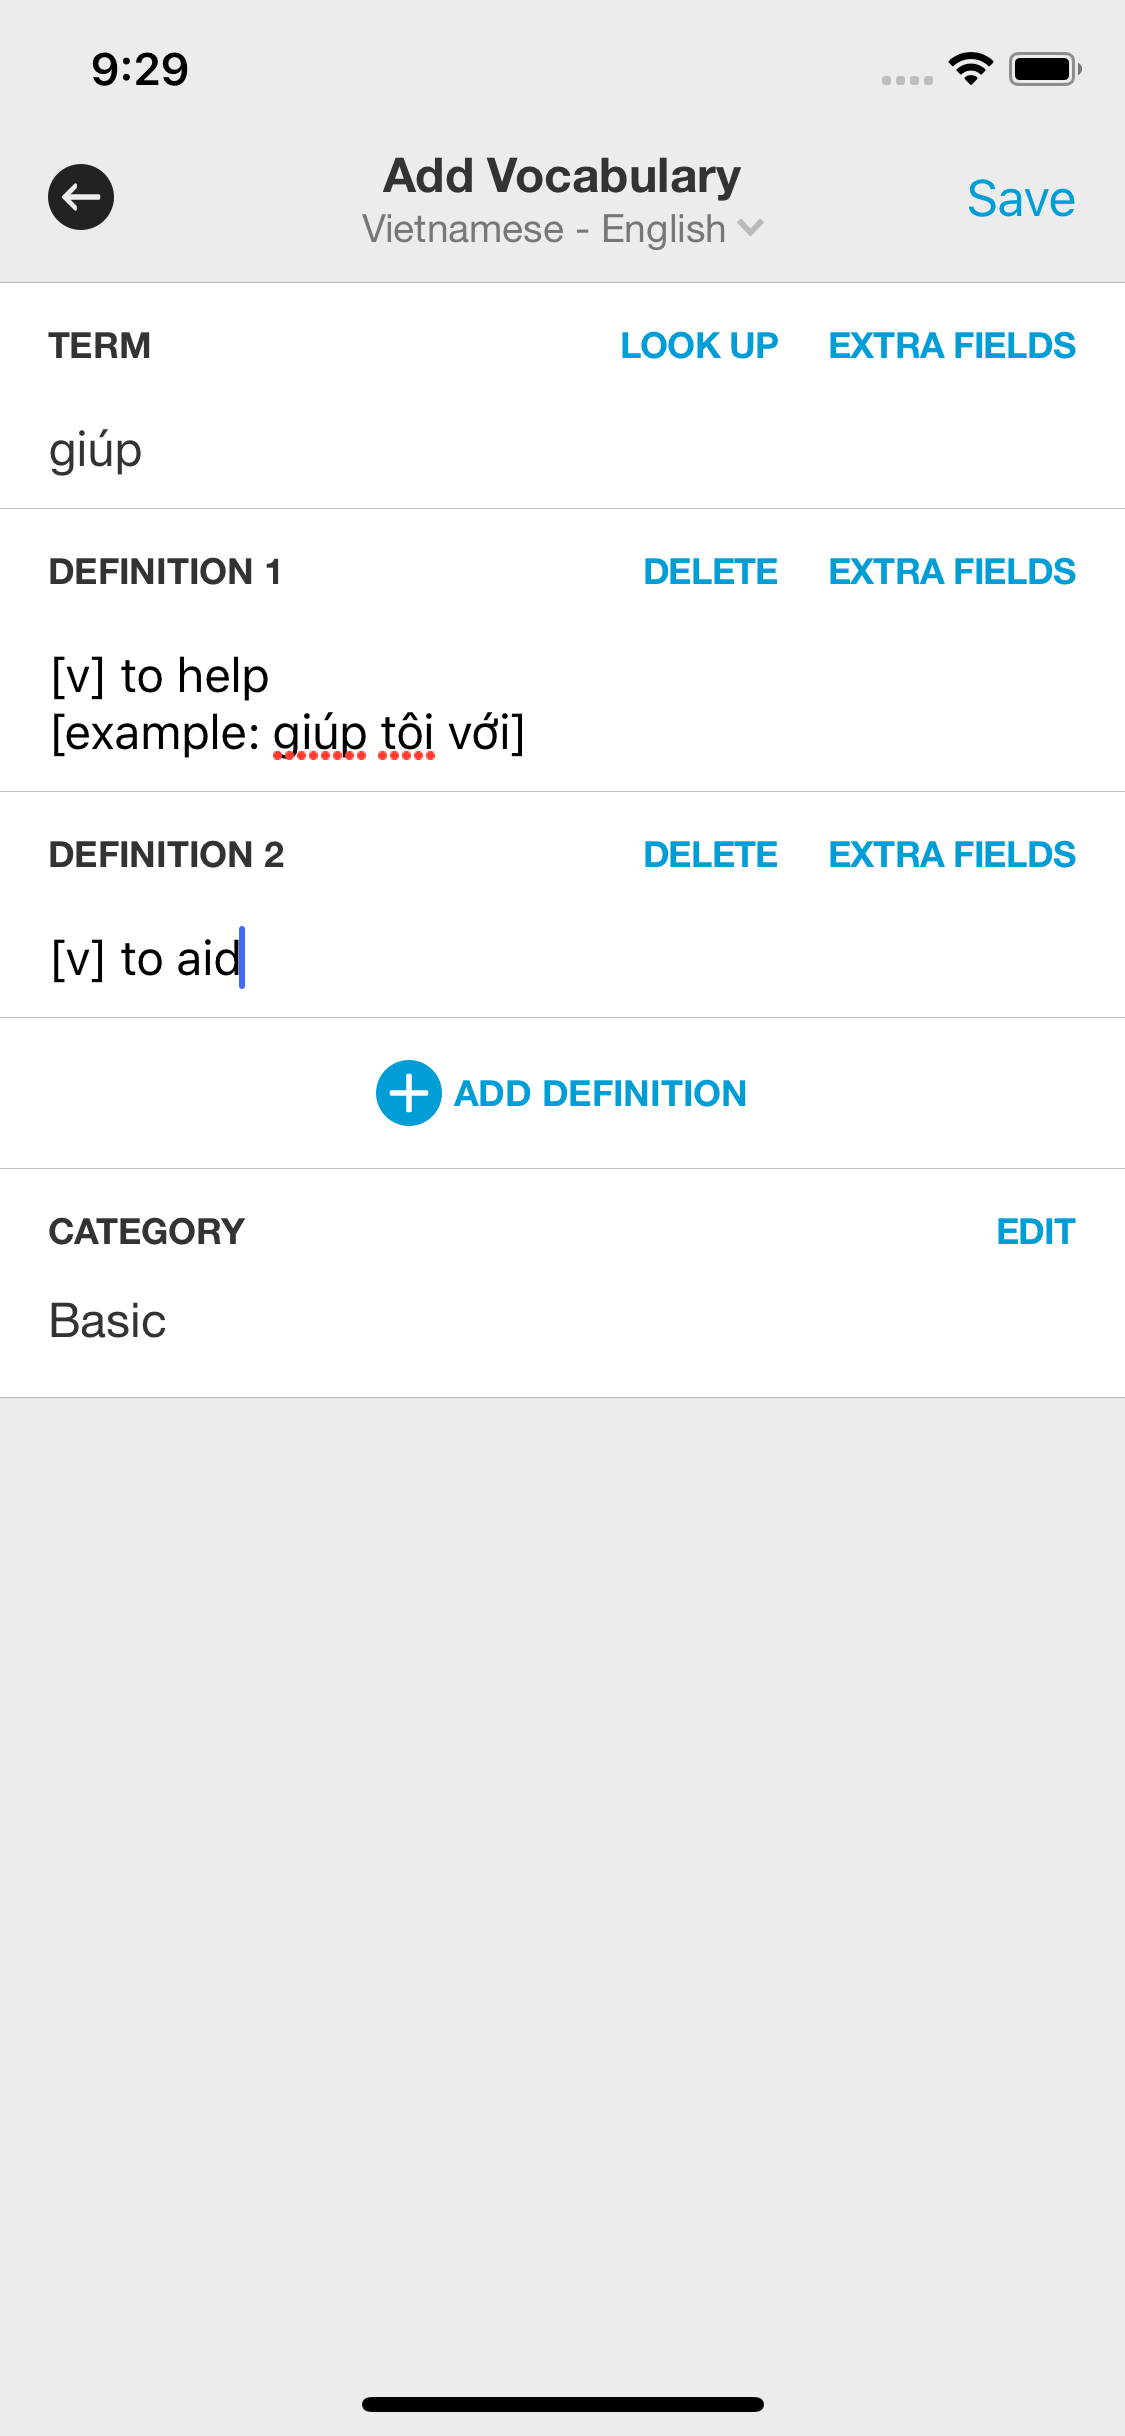 9:29
Add Vocabulary
Save
Vietnamese - English
TERM LOOK UP EXTRA FIELDS
giúp
DEFINITION 1 DELETE EXTRA FIELDS
[v] to help
[example: giúp tôi với]
DEFINITION 2 DELETE EXTRA FIELDS
[v] to aid
ADD DEFINITION
CATEGORY EDIT
Basic